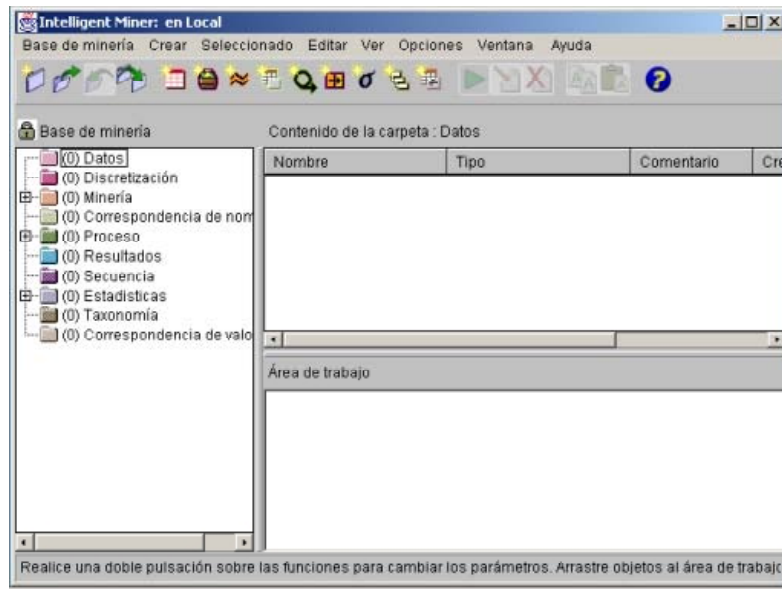 Intelligent Miner: en Local
Base de minería Crear Seleccionado Editar Ver Opciones Ventana Ayuda
Base de minería
Contenido de la carpeta : Datos
(0) Datos
(0) Discretización
(0) Minería
(0) Correspondencia de nom
(0) Proceso
(0) Resultados
(0) Secuencia
(0) Estadisticas
(0) Taxonomía
(0) Correspondencia de valo
Nombre Tipo Comentario Cre
Área de trabajo
Realice una doble pulsación sobre las funciones para cambiar los parámetros. Arrastre objetos al área de trabajo